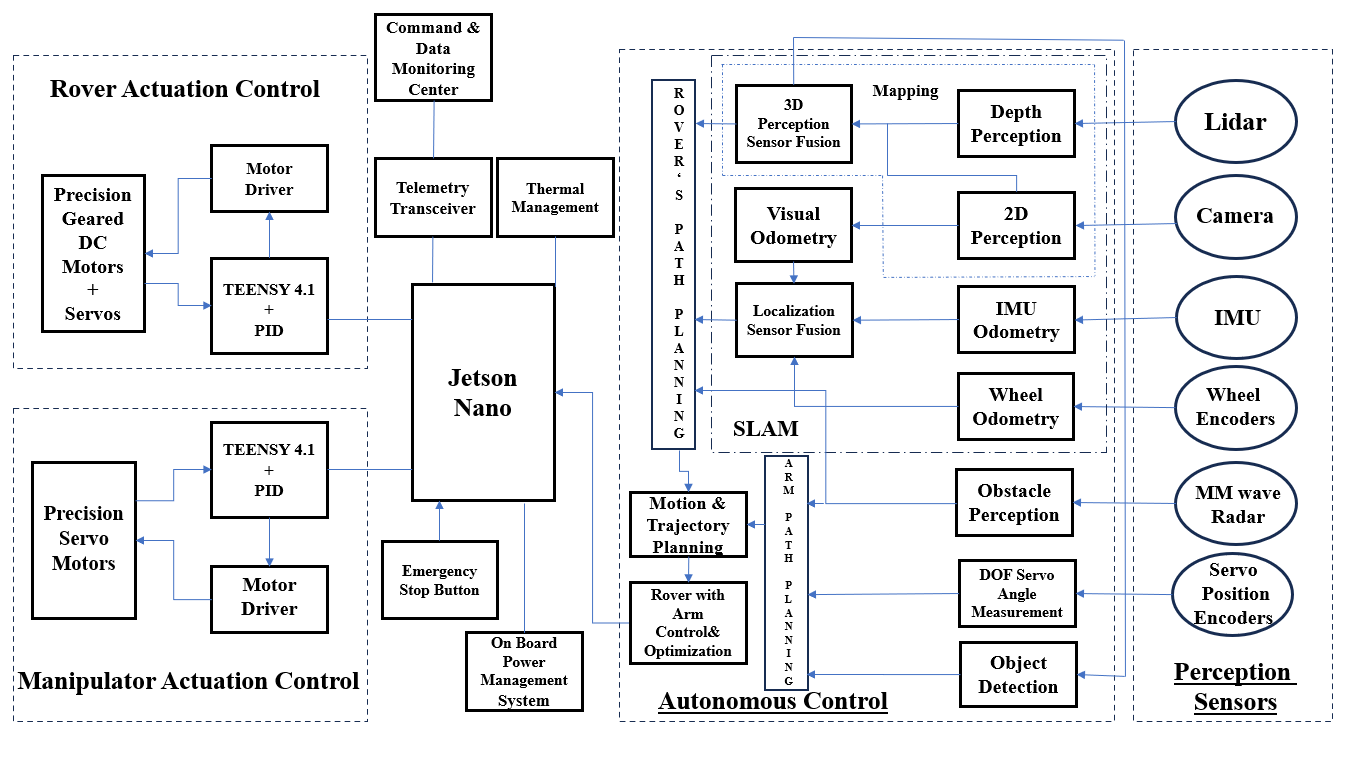 Rover Actuation Control
Motor
Driver
Precision
Geared
DC
Motors
+
Servos
TEENSY 4.1
+
PID
Command &
Data
Monitoring
Center
Telemetry
Transceiver
Thermal
Management
Jetson
Nano
Emergency
Stop Button
On Board
Power
Management
System
TEENSY 4.1
+
PID
Precision
Servo
Motors
Motor
Driver
Manipulator Actuation Control
ROVER‘S PATH PLANNING
3D
Perception
Sensor Fusion
Mapping
Depth
Perception
Visual
Odometry
2D
Perception
Localization
Sensor Fusion
IMU
Odometry
Wheel
Odometry
SLAM
ARM PATH PLANNING
Motion &
Trajectory
Planning
Obstacle
Perception
Rover with
Arm
Control&
Optimization
DOF Servo
Angle
Measurement
Object
Detection
Autonomous Control
Lidar
Camera
IMU
Wheel
Encoders
MM wave
Radar
Servo
Position
Encoders
Perception
Sensors